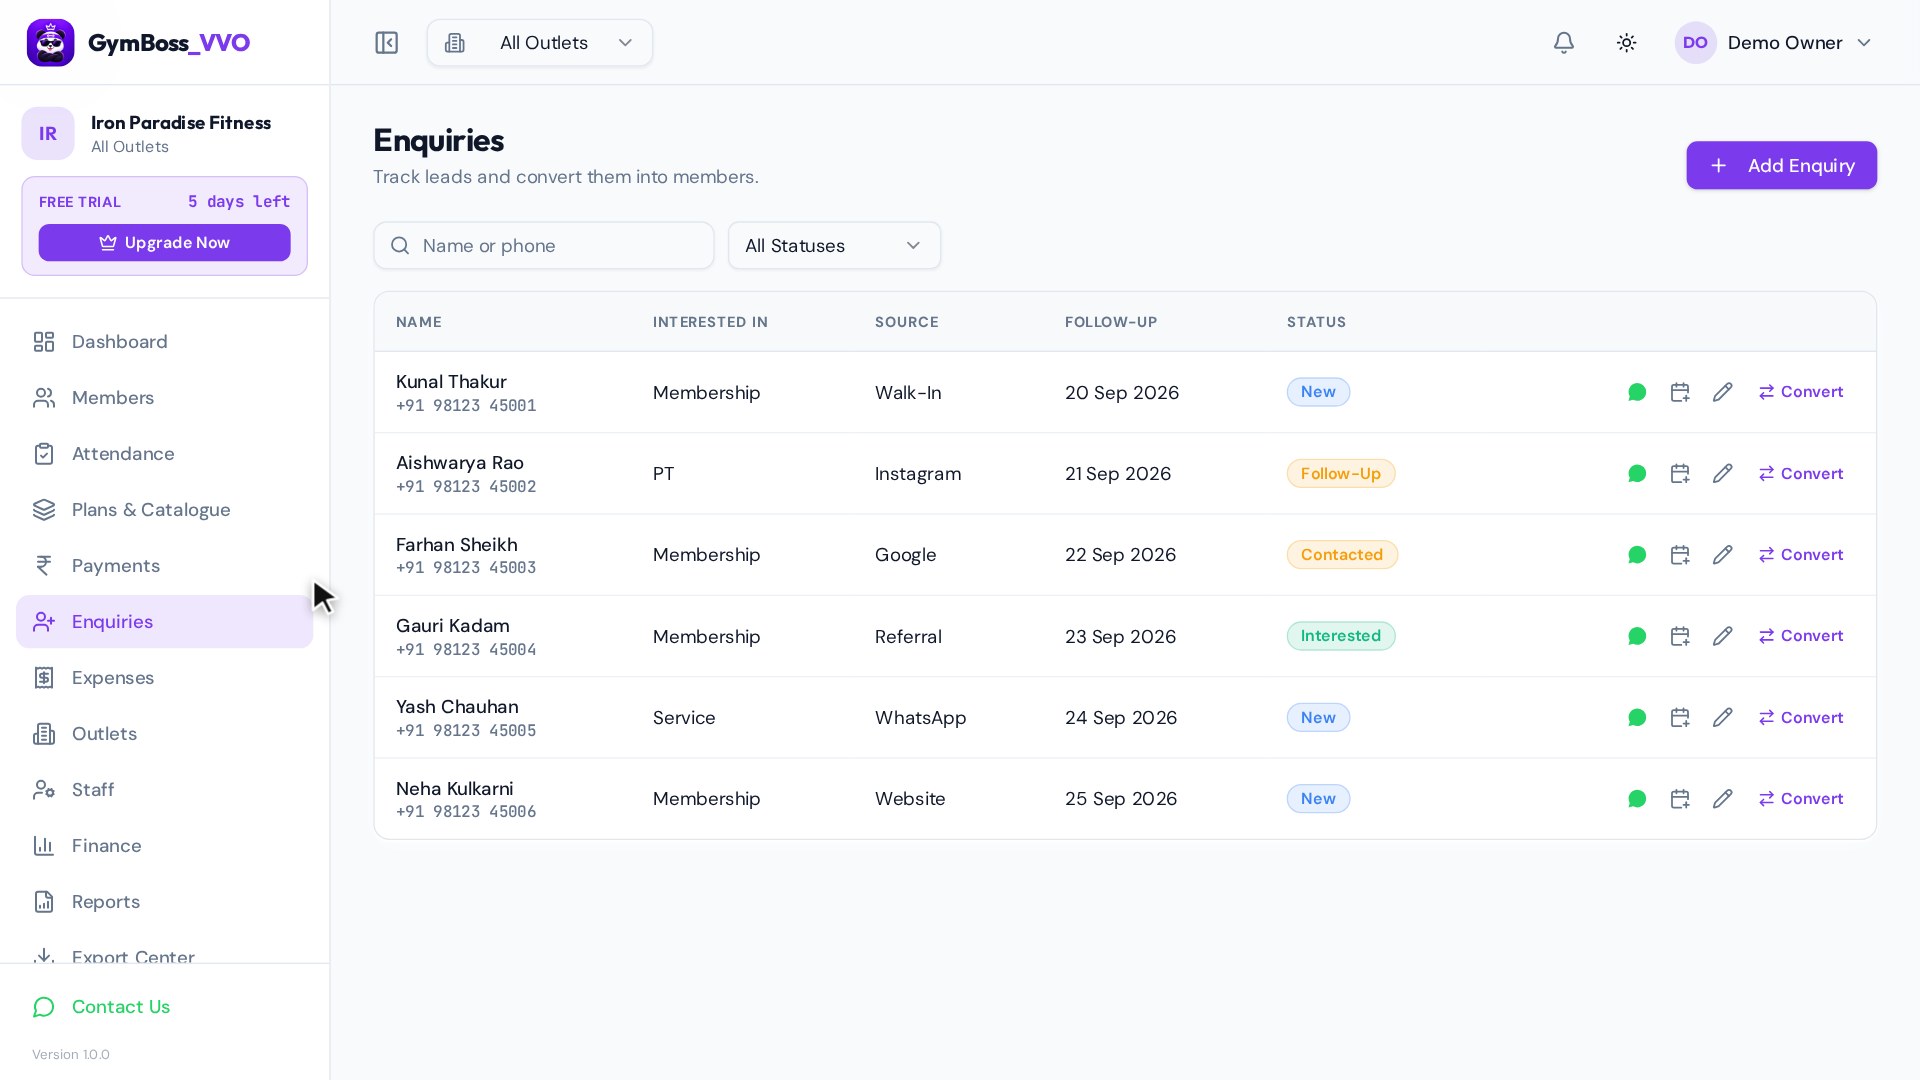 GymBoss_VVO
All Outlets
DO Demo Owner
IR Iron Paradise Fitness
All Outlets
FREE TRIAL 5 days left
Upgrade Now
Dashboard
Members
Attendance
Plans & Catalogue
Payments
Enquiries
Expenses
Outlets
Staff
Finance
Reports
Export Center
Contact Us
Version 1.0.0
Enquiries
Track leads and convert them into members.
Add Enquiry
Name or phone
All Statuses
NAME INTERESTED IN SOURCE FOLLOW-UP STATUS
Kunal Thakur
+91 98123 45001
Membership Walk-In 20 Sep 2026 New Convert
Aishwarya Rao
+91 98123 45002
PT Instagram 21 Sep 2026 Follow-Up Convert
Farhan Sheikh
+91 98123 45003
Membership Google 22 Sep 2026 Contacted Convert
Gauri Kadam
+91 98123 45004
Membership Referral 23 Sep 2026 Interested Convert
Yash Chauhan
+91 98123 45005
Service WhatsApp 24 Sep 2026 New Convert
Neha Kulkarni
+91 98123 45006
Membership Website 25 Sep 2026 New Convert